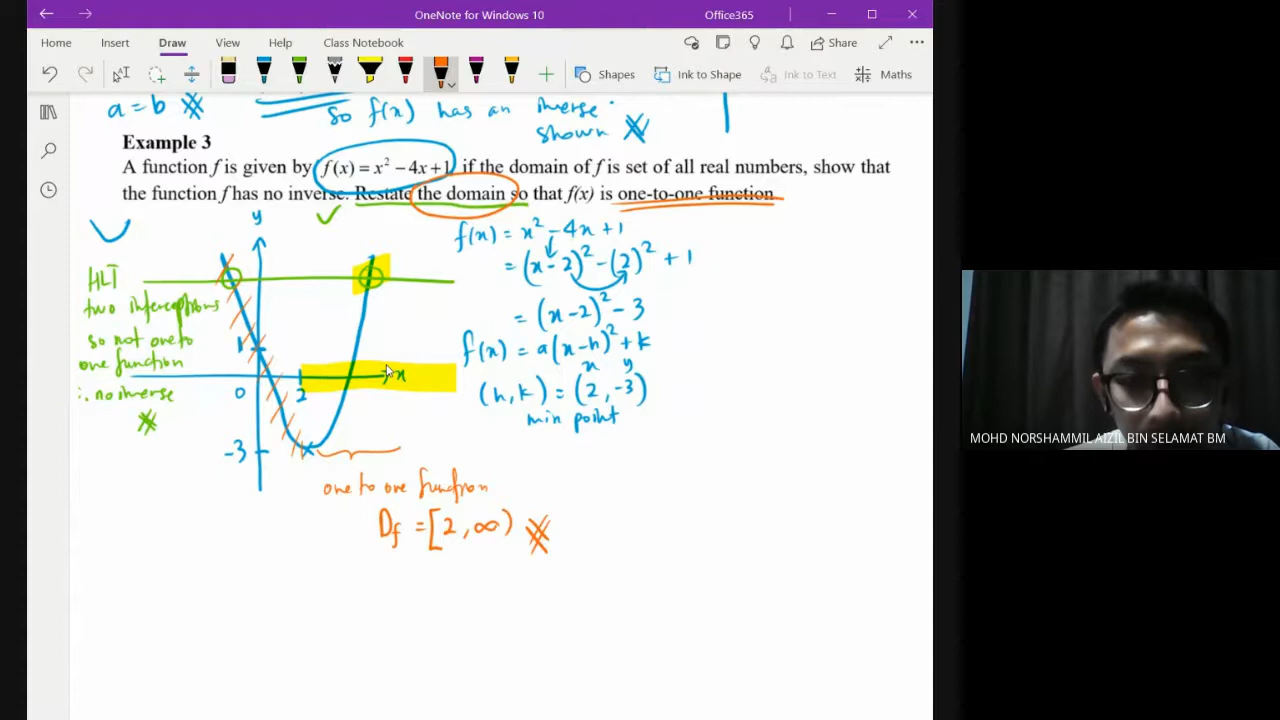 OneNote for Windows 10
Office365
Home Insert Draw View Help Class Notebook
Share
Shapes Ink to Shape Ink to Text Maths
a = b
so f(x) has an inverse.
shown
Example 3
A function f is given by f(x) = x² − 4x + 1 if the domain of f is set of all real numbers, show that
the function f has no inverse. Restate the domain so that f(x) is one-to-one function.
y
HLT
two interceptions
so not one to
one function
∴ no inverse
1
0
2
x
-3
f(x) = x² - 4x + 1
= (x - 2)² - (2)² + 1
= (x - 2)² - 3
f(x) = a(x-h)² + k
x y
(h, k) = (2, -3)
min point
one to one function
Df = [2, ∞)
MOHD NORSHAMMIL AIZIL BIN SELAMAT BM